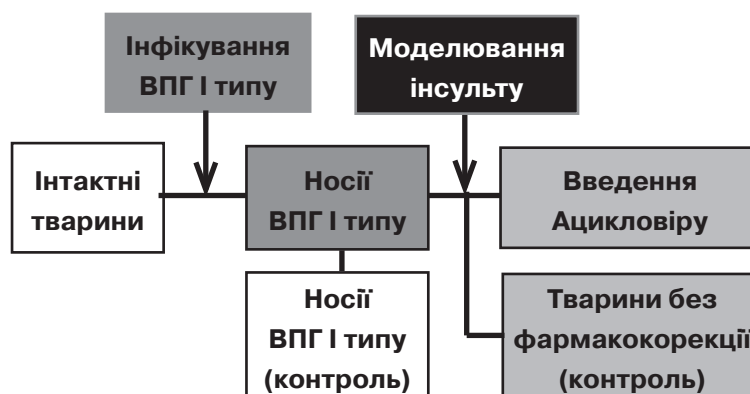 Інфікування
ВПГ І типу
Моделювання
інсульту
Інтактні
тварини
Носії
ВПГ І типу
Введення
Ацикловіру
Носії
ВПГ І типу
(контроль)
Тварини без
фармакокорекції
(контроль)